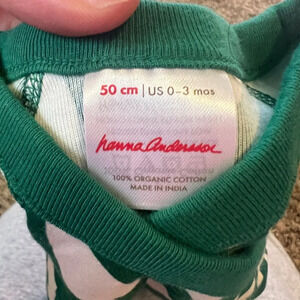 50 cm | US 0-3 mos
hanna andersson
100% ORGANIC COTTON
MADE IN INDIA